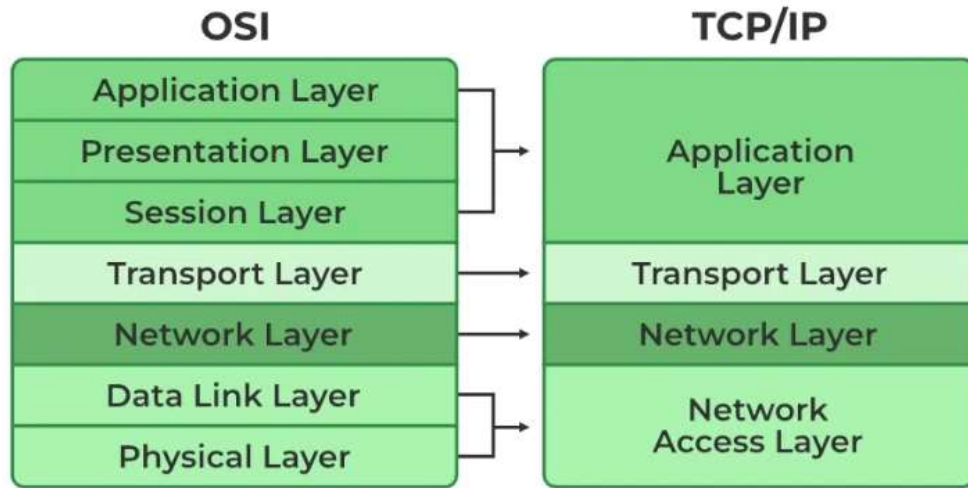 OSI
Application Layer
Presentation Layer
Session Layer
Transport Layer
Network Layer
Data Link Layer
Physical Layer
TCP/IP
Application
Layer
Transport Layer
Network Layer
Network
Access Layer